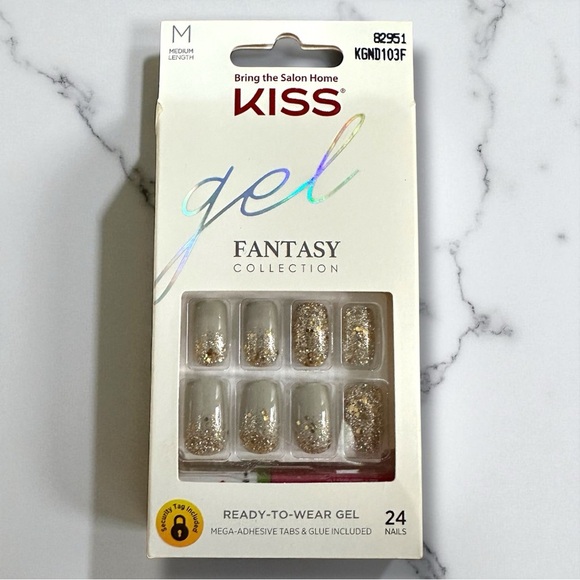 M
MEDIUM
LENGTH
82951
KGND103F
Bring the Salon Home
KISS®
gel
FANTASY
COLLECTION
Security Tag Included
READY-TO-WEAR GEL
MEGA-ADHESIVE TABS & GLUE INCLUDED
24
NAILS